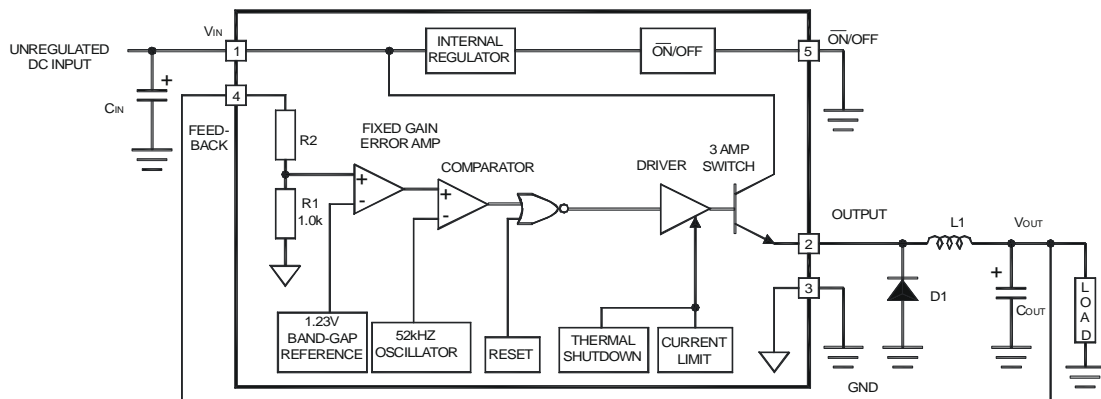 UNREGULATED
DC INPUT
VIN
1
INTERNAL
REGULATOR
ON/OFF
5
ON/OFF
+
CIN
4
FEED-
BACK
R2
R1
1.0k
FIXED GAIN
ERROR AMP
+
-
COMPARATOR
+
-
DRIVER
3 AMP
SWITCH
OUTPUT
2
3
L1
VOUT
D1
+
COUT
LOAD
1.23V
BAND-GAP
REFERENCE
52kHZ
OSCILLATOR
RESET
THERMAL
SHUTDOWN
CURRENT
LIMIT
GND